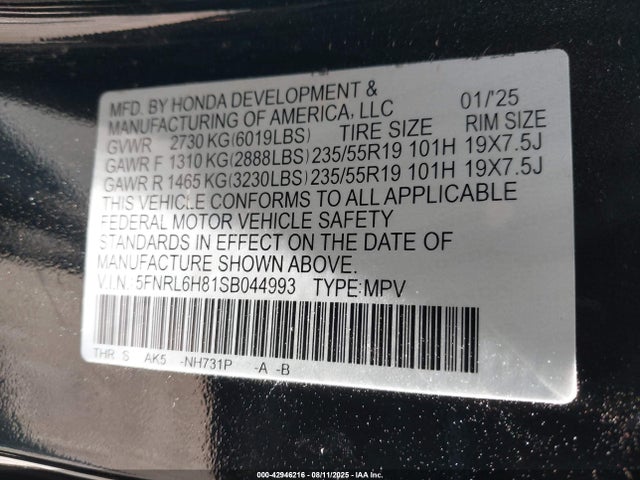 MFD. BY HONDA DEVELOPMENT &
MANUFACTURING OF AMERICA, LLC 01/'25
GVWR 2730 KG(6019LBS) TIRE SIZE RIM SIZE
GAWR F 1310 KG(2888LBS) 235/55R19 101H 19X7.5J
GAWR R 1465 KG(3230LBS) 235/55R19 101H 19X7.5J
THIS VEHICLE CONFORMS TO ALL APPLICABLE
FEDERAL MOTOR VEHICLE SAFETY
STANDARDS IN EFFECT ON THE DATE OF
MANUFACTURE SHOWN ABOVE.
V.I.N.: 5FNRL6H81SB044993 TYPE:MPV
THR S AK5 -NH731P -A -B
000-42946216 - 08/11/2025 - IAA Inc.